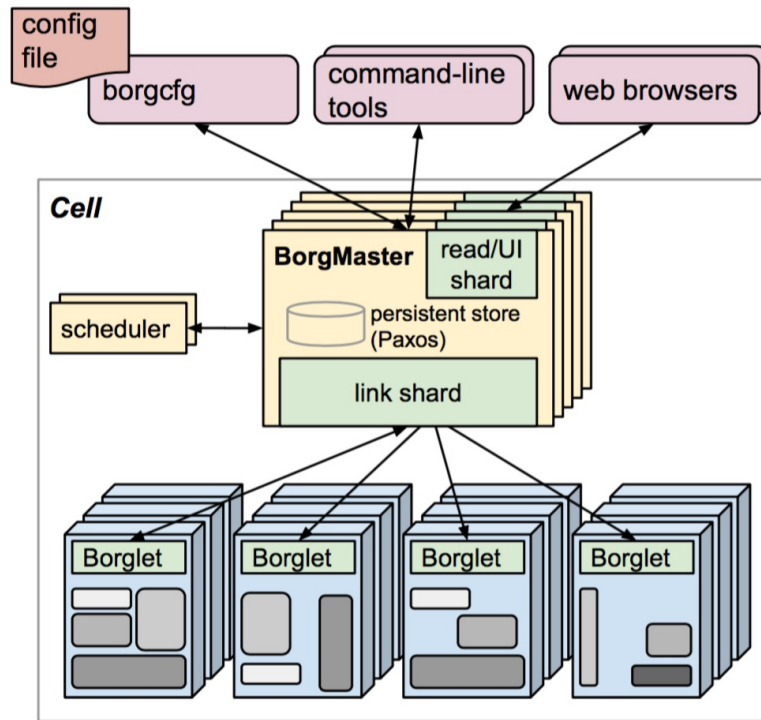 config
file
borgcfg
command-line
tools
web browsers
Cell
BorgMaster
read/UI
shard
scheduler
persistent store
(Paxos)
link shard
Borglet
Borglet
Borglet
Borglet